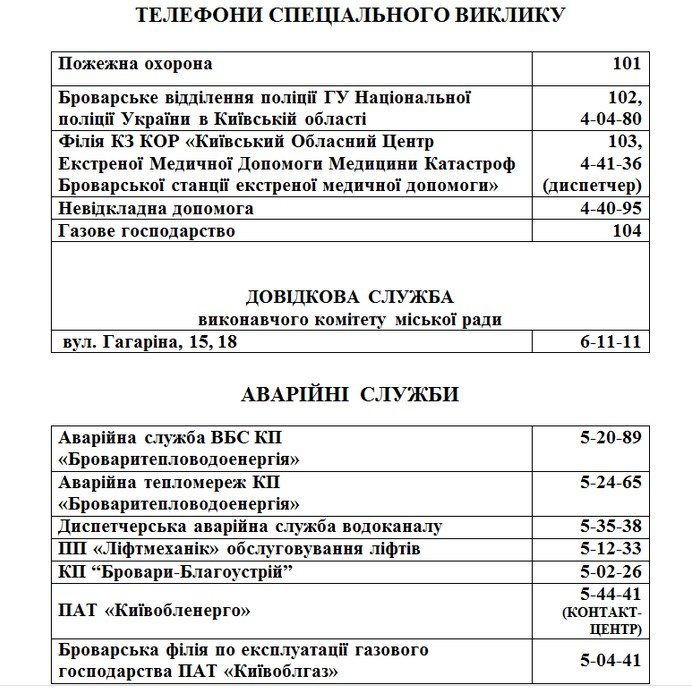 ТЕЛЕФОНИ СПЕЦІАЛЬНОГО ВИКЛИКУ
Пожежна охорона 101
Броварське відділення поліції ГУ Національної 102,
поліції України в Київській області 4-04-80
Філія КЗ КОР «Київський Обласний Центр 103,
Екстреної Медичної Допомоги Медицини Катастроф 4-41-36
Броварської станції екстреної медичної допомоги» (диспетчер)
Невідкладна допомога 4-40-95
Газове господарство 104
ДОВІДКОВА СЛУЖБА
виконавчого комітету міської ради
вул. Гагаріна, 15, 18 6-11-11
АВАРІЙНІ СЛУЖБИ
Аварійна служба ВБС КП 5-20-89
«Броваритепловодоенергія»
Аварійна тепломереж КП 5-24-65
«Броваритепловодоенергія»
Диспетчерська аварійна служба водоканалу 5-35-38
ПП «Ліфтмеханік» обслуговування ліфтів 5-12-33
КП “Бровари-Благоустрій” 5-02-26
ПАТ «Київобленерго» 5-44-41
(КОНТАКТ-
ЦЕНТР)
Броварська філія по експлуатації газового
господарства ПАТ «Київоблгаз» 5-04-41